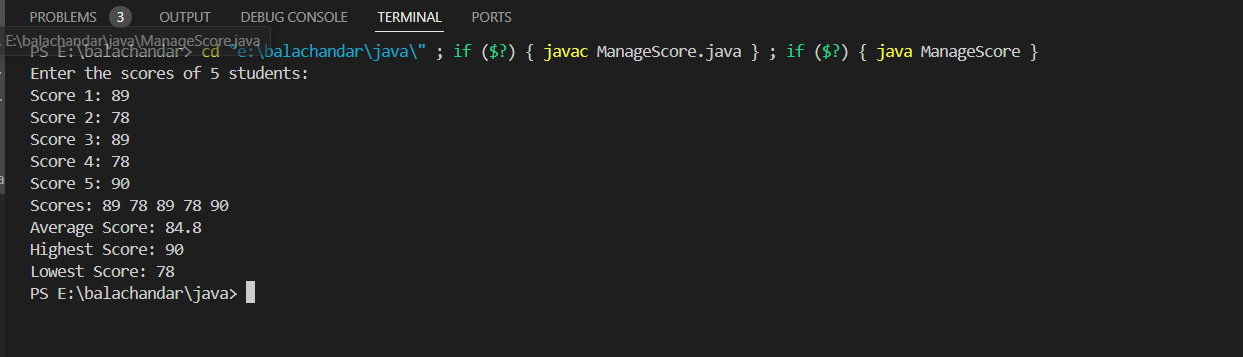 PROBLEMS 3 OUTPUT DEBUG CONSOLE TERMINAL PORTS
E:\balachandar\java\ManageScore.java
PS E:\balachandar> cd "e:\balachandar\java\" ; if ($?) { javac ManageScore.java } ; if ($?) { java ManageScore }
Enter the scores of 5 students:
Score 1: 89
Score 2: 78
Score 3: 89
Score 4: 78
Score 5: 90
Scores: 89 78 89 78 90
Average Score: 84.8
Highest Score: 90
Lowest Score: 78
PS E:\balachandar\java>